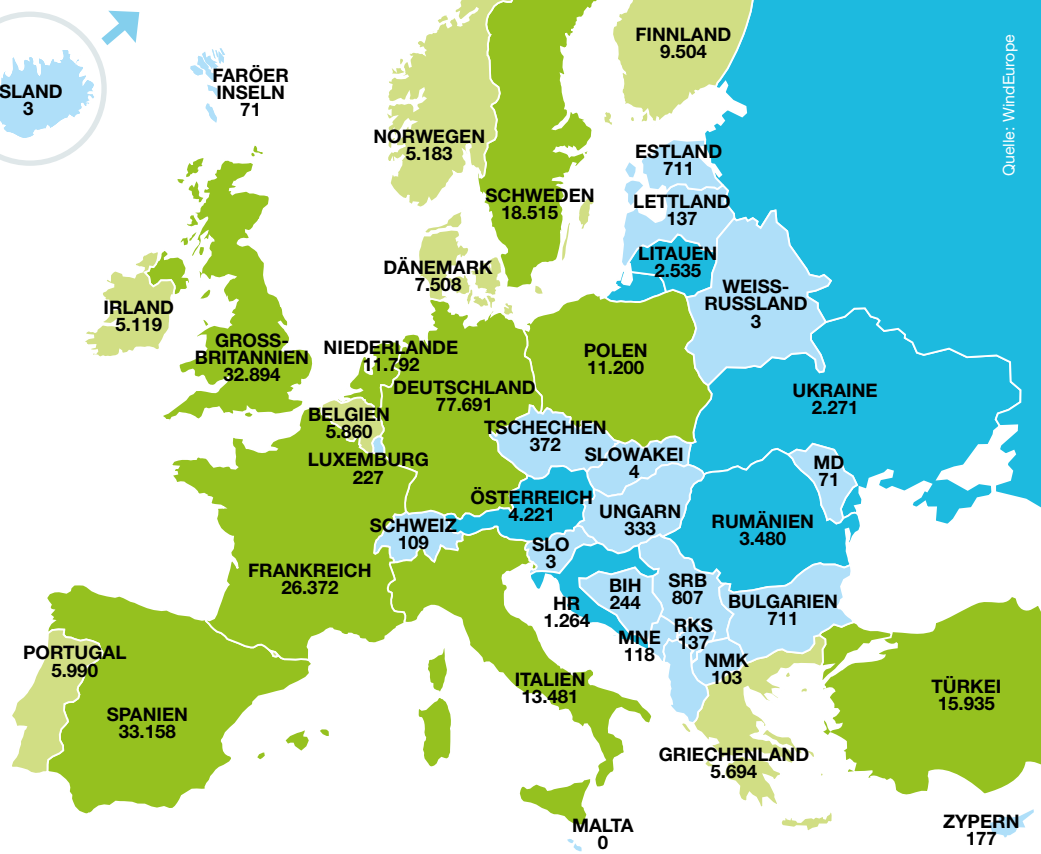 FINNLAND
9.504
Quelle: WindEurope
SLAND
3
FARÖER
INSELN
71
NORWEGEN
5.183
ESTLAND
711
SCHWEDEN
18.515
LETTLAND
137
LITAUEN
2.535
DÄNEMARK
7.508
WEISS-
RUSSLAND
3
IRLAND
5.119
GROSS-
BRITANNIEN
32.894
NIEDERLANDE
11.792
POLEN
11.200
DEUTSCHLAND
77.691
UKRAINE
2.271
BELGIEN
5.860
TSCHECHIEN
372
LUXEMBURG
227
SLOWAKEI
4
MD
71
ÖSTERREICH
4.221
UNGARN
333
SCHWEIZ
109
RUMÄNIEN
3.480
SLO
3
FRANKREICH
26.372
HR
1.264
BIH
244
SRB
807
BULGARIEN
711
RKS
137
MNE
118
PORTUGAL
5.990
NMK
103
ITALIEN
13.481
TÜRKEI
15.935
SPANIEN
33.158
GRIECHENLAND
5.694
MALTA
0
ZYPERN
177